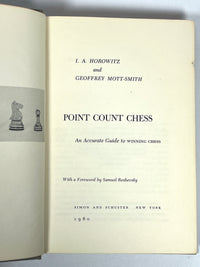 I. A. HOROWITZ
and
GEOFFREY MOTT-SMITH
POINT COUNT CHESS
An Accurate Guide to WINNING CHESS
With a Foreword by Samuel Reshevsky
SIMON AND SCHUSTER · NEW YORK
1960